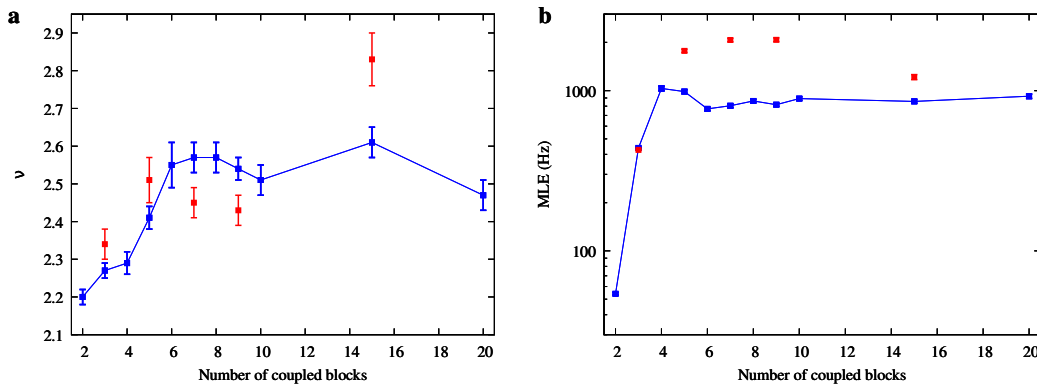 a
2.9
2.8
2.7
2.6
2.5
2.4
2.3
2.2
2.1
ν
2 4 6 8 10 12 14 16 18 20
Number of coupled blocks
b
1000
100
MLE (Hz)
2 4 6 8 10 12 14 16 18 20
Number of coupled blocks